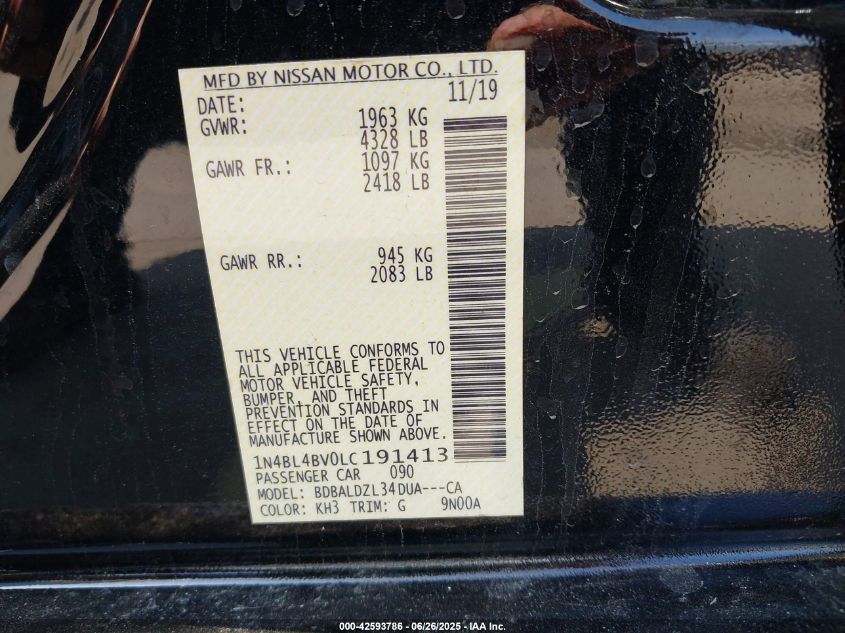 MFD BY NISSAN MOTOR CO., LTD.
DATE: 11/19
GVWR: 1963 KG
4328 LB
GAWR FR.: 1097 KG
2418 LB
GAWR RR.: 945 KG
2083 LB
THIS VEHICLE CONFORMS TO
ALL APPLICABLE FEDERAL
MOTOR VEHICLE SAFETY,
BUMPER, AND THEFT
PREVENTION STANDARDS IN
EFFECT ON THE DATE OF
MANUFACTURE SHOWN ABOVE.
1N4BL4BV0LC191413
PASSENGER CAR 090
MODEL: BDBALDZL34DUA---CA
COLOR: KH3 TRIM: G 9N00A
000-42593786 - 06/26/2025 - IAA Inc.